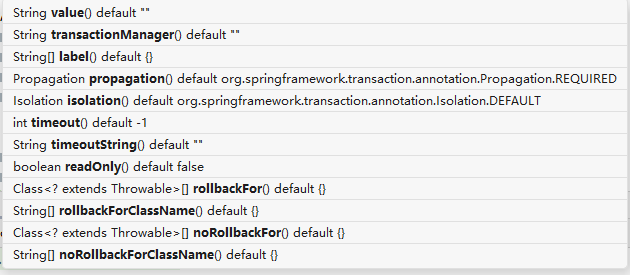 String value() default ""
String transactionManager() default ""
String[] label() default {}
Propagation propagation() default org.springframework.transaction.annotation.Propagation.REQUIRED
Isolation isolation() default org.springframework.transaction.annotation.Isolation.DEFAULT
int timeout() default -1
String timeoutString() default ""
boolean readOnly() default false
Class<? extends Throwable>[] rollbackFor() default {}
String[] rollbackForClassName() default {}
Class<? extends Throwable>[] noRollbackFor() default {}
String[] noRollbackForClassName() default {}